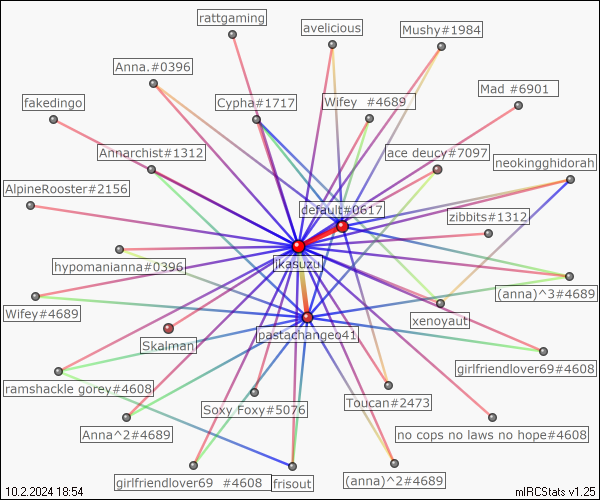 rattgaming
avelicious
Mushy#1984
Anna.#0396
Mad #6901
fakedingo
Cypha#1717
Wifey #4689
Annarchist#1312
ace deucy#7097
neokingghidorah
AlpineRooster#2156
default#0617
zibbits#1312
hypomanianna#0396
jkasuzu
(anna)^3#4689
Wifey#4689
xenoyaut
pastachangeo41
Skalman
girlfriendlover69#4608
ramshackle gorey#4608
Soxy Foxy#5076
Toucan#2473
Anna^2#4689
no cops no laws no hope#4608
girlfriendlover69 #4608
frisout
(anna)^2#4689
10.2.2024 18:54
mIRCStats v1.25